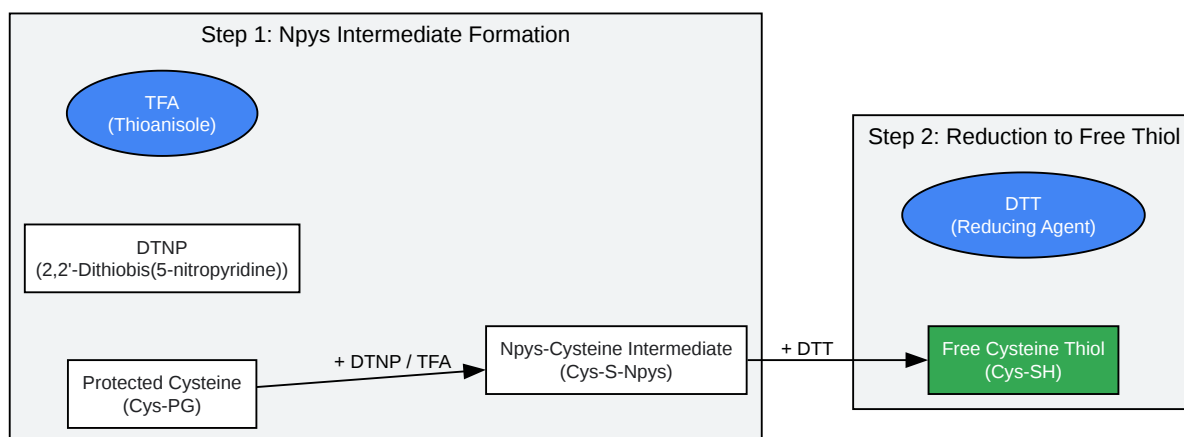 Step 1: Npys Intermediate Formation
TFA
(Thioanisole)
DTNP
(2,2'-Dithiobis(5-nitropyridine))
Protected Cysteine
(Cys-PG)
+ DTNP / TFA
Npys-Cysteine Intermediate
(Cys-S-Npys)
+ DTT
Step 2: Reduction to Free Thiol
DTT
(Reducing Agent)
Free Cysteine Thiol
(Cys-SH)